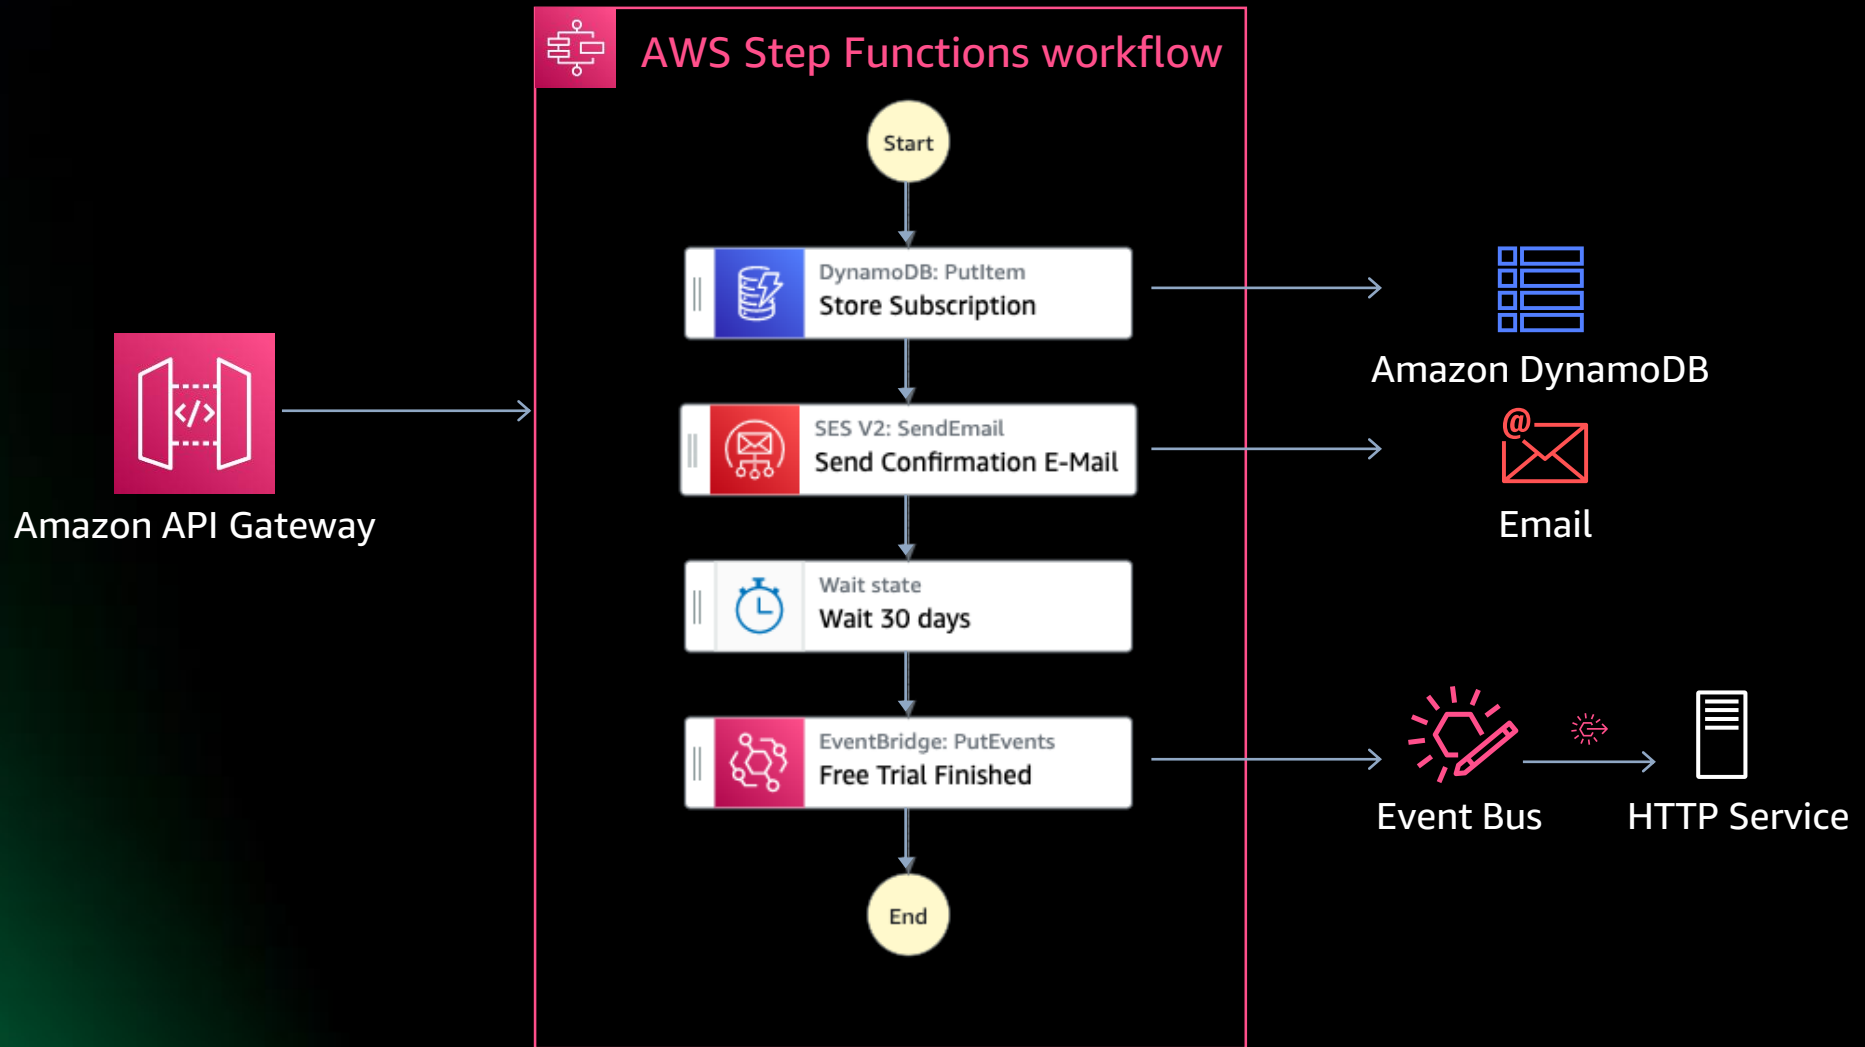 AWS Step Functions workflow
Start
DynamoDB: PutItem
Store Subscription
Amazon DynamoDB
</>
Amazon API Gateway
SES V2: SendEmail
Send Confirmation E-Mail
@
Email
Wait state
Wait 30 days
EventBridge: PutEvents
Free Trial Finished
Event Bus
HTTP Service
End